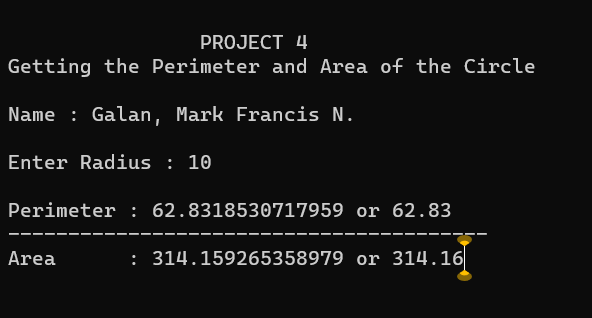 PROJECT 4
Getting the Perimeter and Area of the Circle
Name : Galan, Mark Francis N.
Enter Radius : 10
Perimeter : 62.8318530717959 or 62.83
----------------------------------------
Area      : 314.159265358979 or 314.16